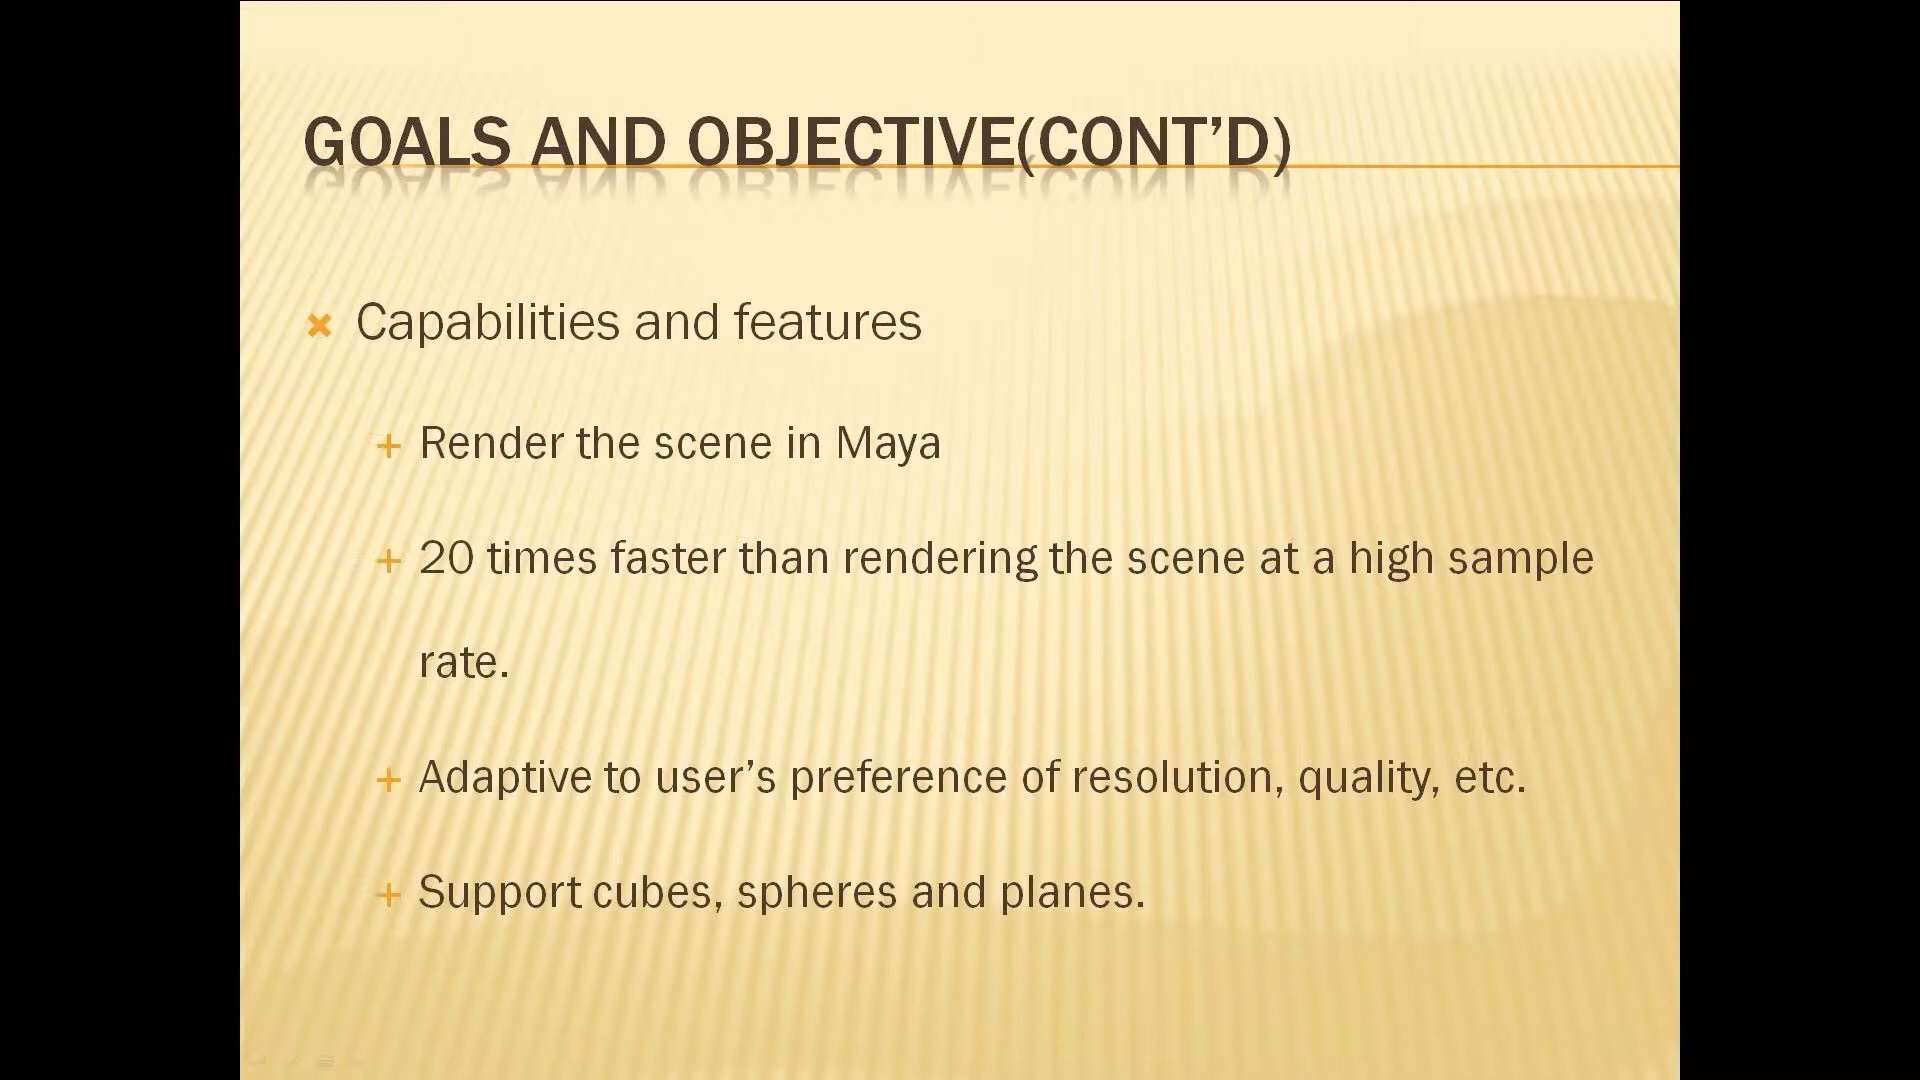 GOALS AND OBJECTIVE(CONT’D)
Capabilities and features
Render the scene in Maya
20 times faster than rendering the scene at a high sample
rate.
Adaptive to user’s preference of resolution, quality, etc.
Support cubes, spheres and planes.